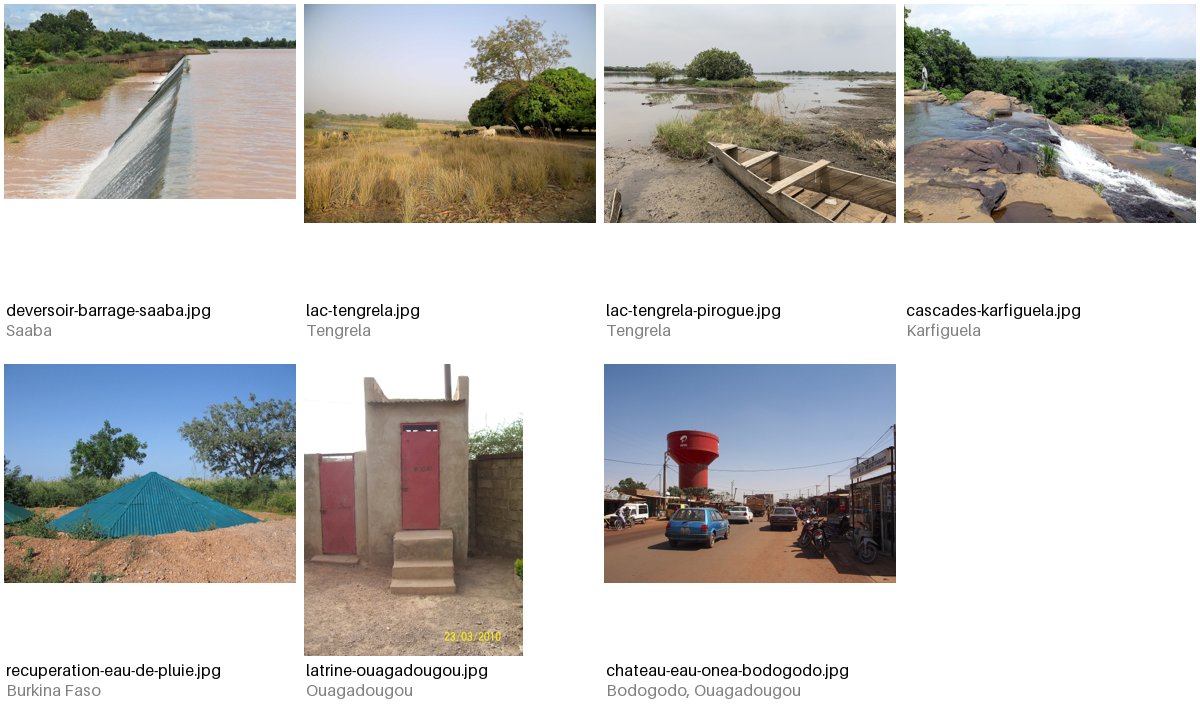 deversoir-barrage-saaba.jpg
Saaba
lac-tengrela.jpg
Tengrela
lac-tengrela-pirogue.jpg
Tengrela
cascades-karfiguela.jpg
Karfiguela
23/03/2010
recuperation-eau-de-pluie.jpg
Burkina Faso
latrine-ouagadougou.jpg
Ouagadougou
chateau-eau-onea-bodogodo.jpg
Bodogodo, Ouagadougou